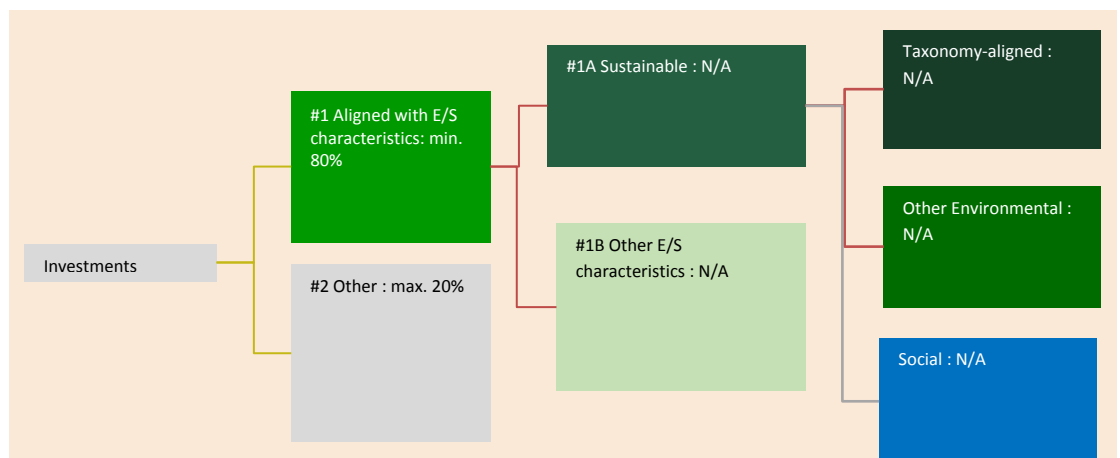 Investments
#1 Aligned with E/S
characteristics: min.
80%
#2 Other : max. 20%
#1A Sustainable : N/A
#1B Other E/S
characteristics : N/A
Taxonomy-aligned :
N/A
Other Environmental :
N/A
Social : N/A